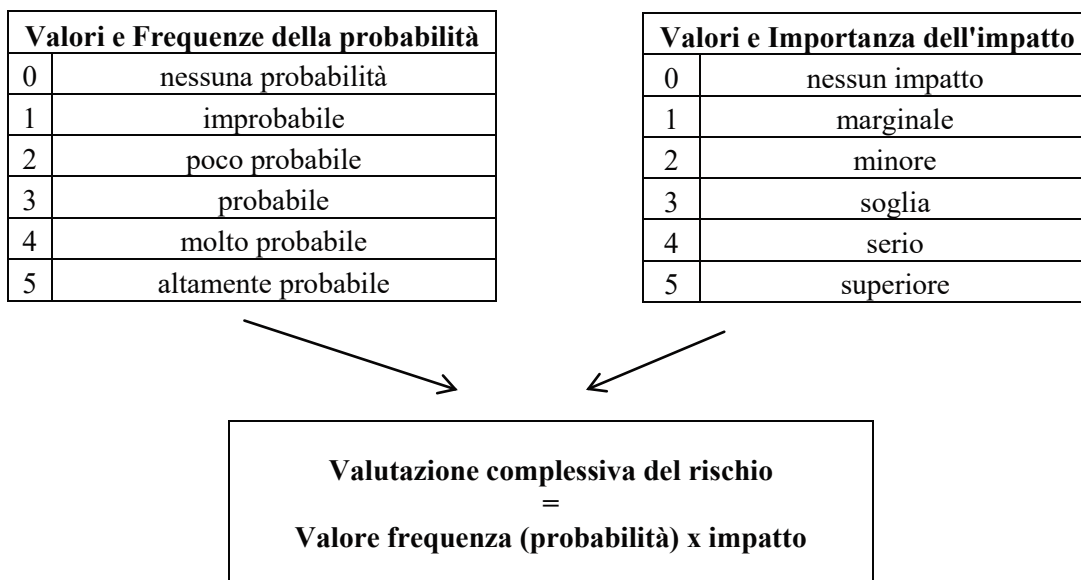 Valori e Frequenze della probabilità
0 nessuna probabilità
1 improbabile
2 poco probabile
3 probabile
4 molto probabile
5 altamente probabile
Valori e Importanza dell'impatto
0 nessun impatto
1 marginale
2 minore
3 soglia
4 serio
5 superiore
Valutazione complessiva del rischio
=
Valore frequenza (probabilità) x impatto